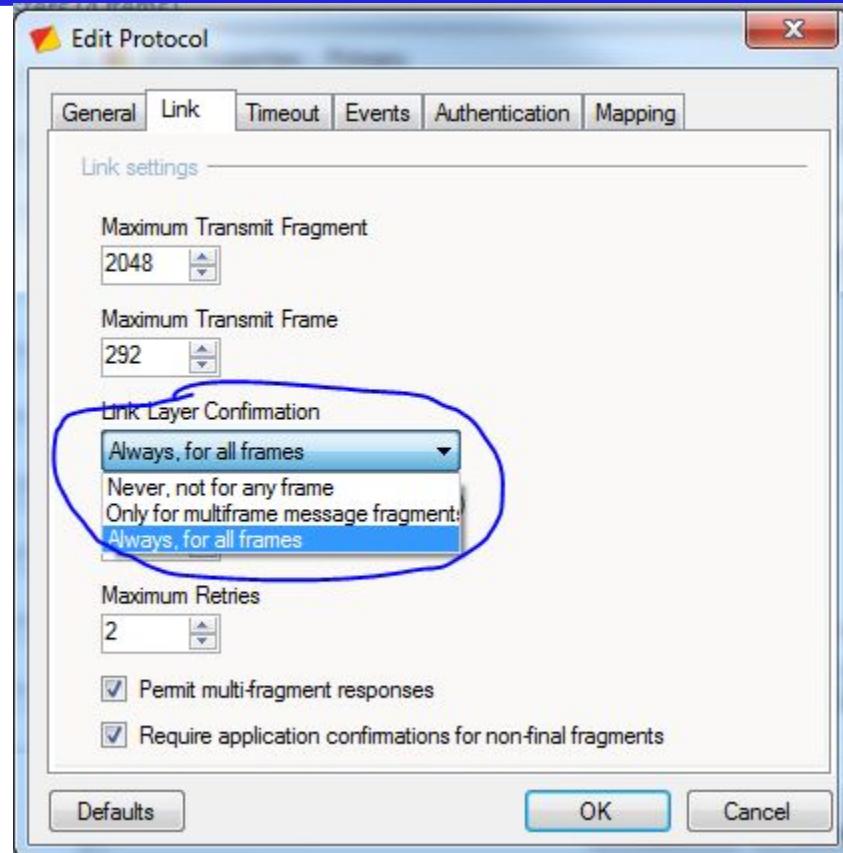 Edit Protocol
General Link Timeout Events Authentication Mapping
Link settings
Maximum Transmit Fragment
2048
Maximum Transmit Frame
292
Link Layer Confirmation
Always, for all frames
Never, not for any frame
Only for multiframe message fragments
Always, for all frames
Maximum Retries
2
Permit multi-fragment responses
Require application confirmations for non-final fragments
Defaults OK Cancel